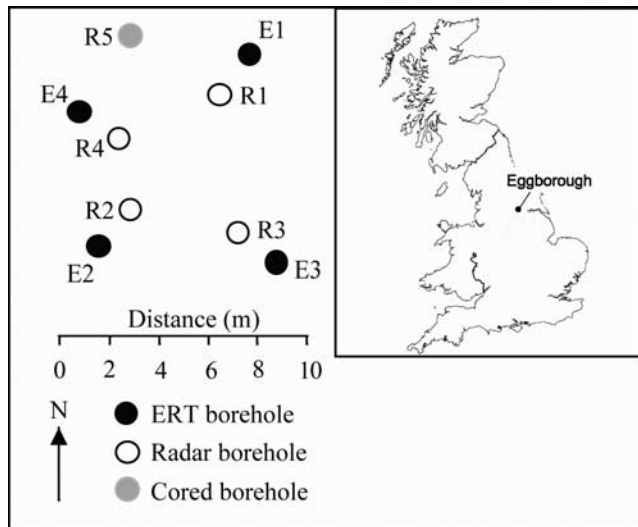 R5
E1
R1
E4
R4
R2
R3
E2
E3
Distance (m)
0 2 4 6 8 10
N
ERT borehole
Radar borehole
Cored borehole
Eggborough